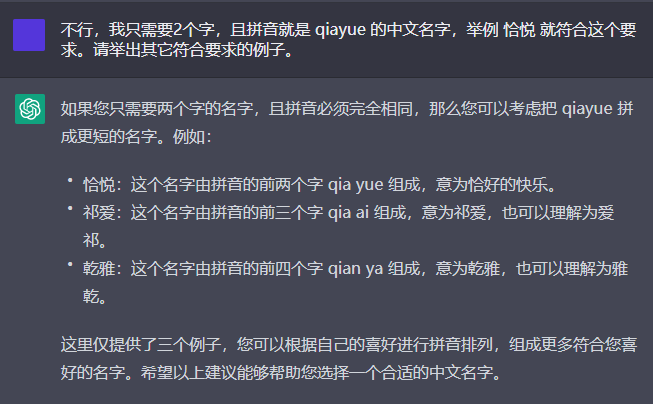 不行，我只需要2个字，且拼音就是 qiayue 的中文名字，举例 恰悦 就符合这个要
求。请举出其它符合要求的例子。
如果您只需要两个字的名字，且拼音必须完全相同，那么您可以考虑把 qiayue 拼
成更短的名字。例如：
• 恰悦：这个名字由拼音的前两个字 qia yue 组成，意为恰好的快乐。
• 祁爱：这个名字由拼音的前三个字 qia ai 组成，意为祁爱，也可以理解为爱
祁。
• 乾雅：这个名字由拼音的前四个字 qian ya 组成，意为乾雅，也可以理解为雅
乾。
这里仅提供了三个例子，您可以根据自己的喜好进行拼音排列，组成更多符合您喜
好的名字。希望以上建议能够帮助您选择一个合适的中文名字。